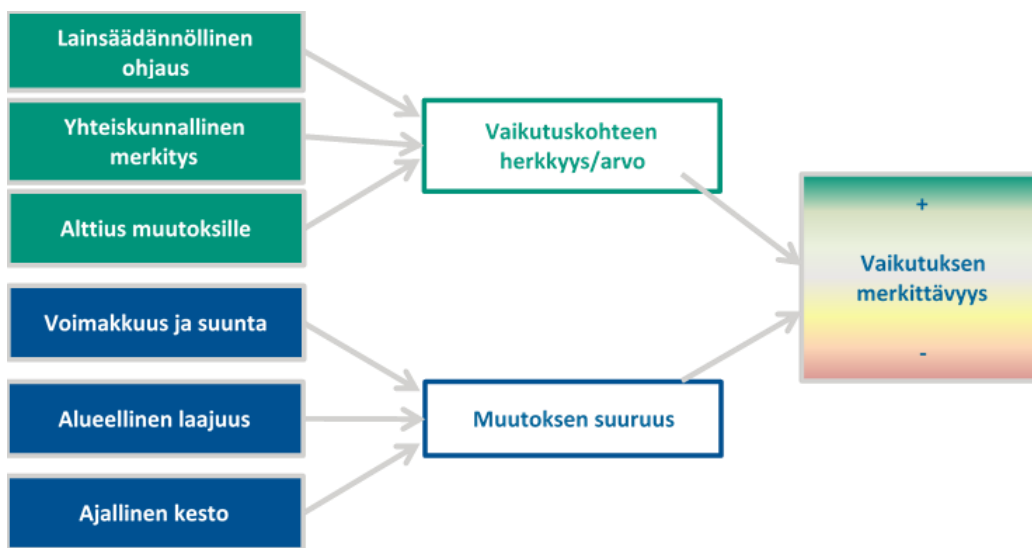 Lainsäädännöllinen
ohjaus
Yhteiskunnallinen
merkitys
Alttius muutoksille
Voimakkuus ja suunta
Alueellinen laajuus
Ajallinen kesto
Vaikutuskohteen
herkkyys/arvo
Muutoksen suuruus
+
Vaikutuksen
merkittävyys
-